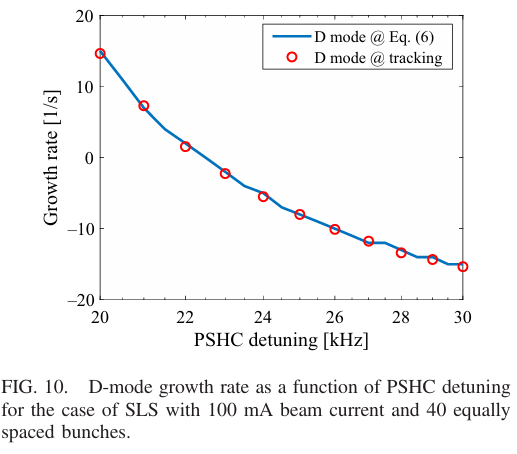 20
10
0
−10
−20
Growth rate [1/s]
D mode @ Eq. (6)
D mode @ tracking
20 22 24 26 28 30
PSHC detuning [kHz]
FIG. 10. D-mode growth rate as a function of PSHC detuning
for the case of SLS with 100 mA beam current and 40 equally
spaced bunches.